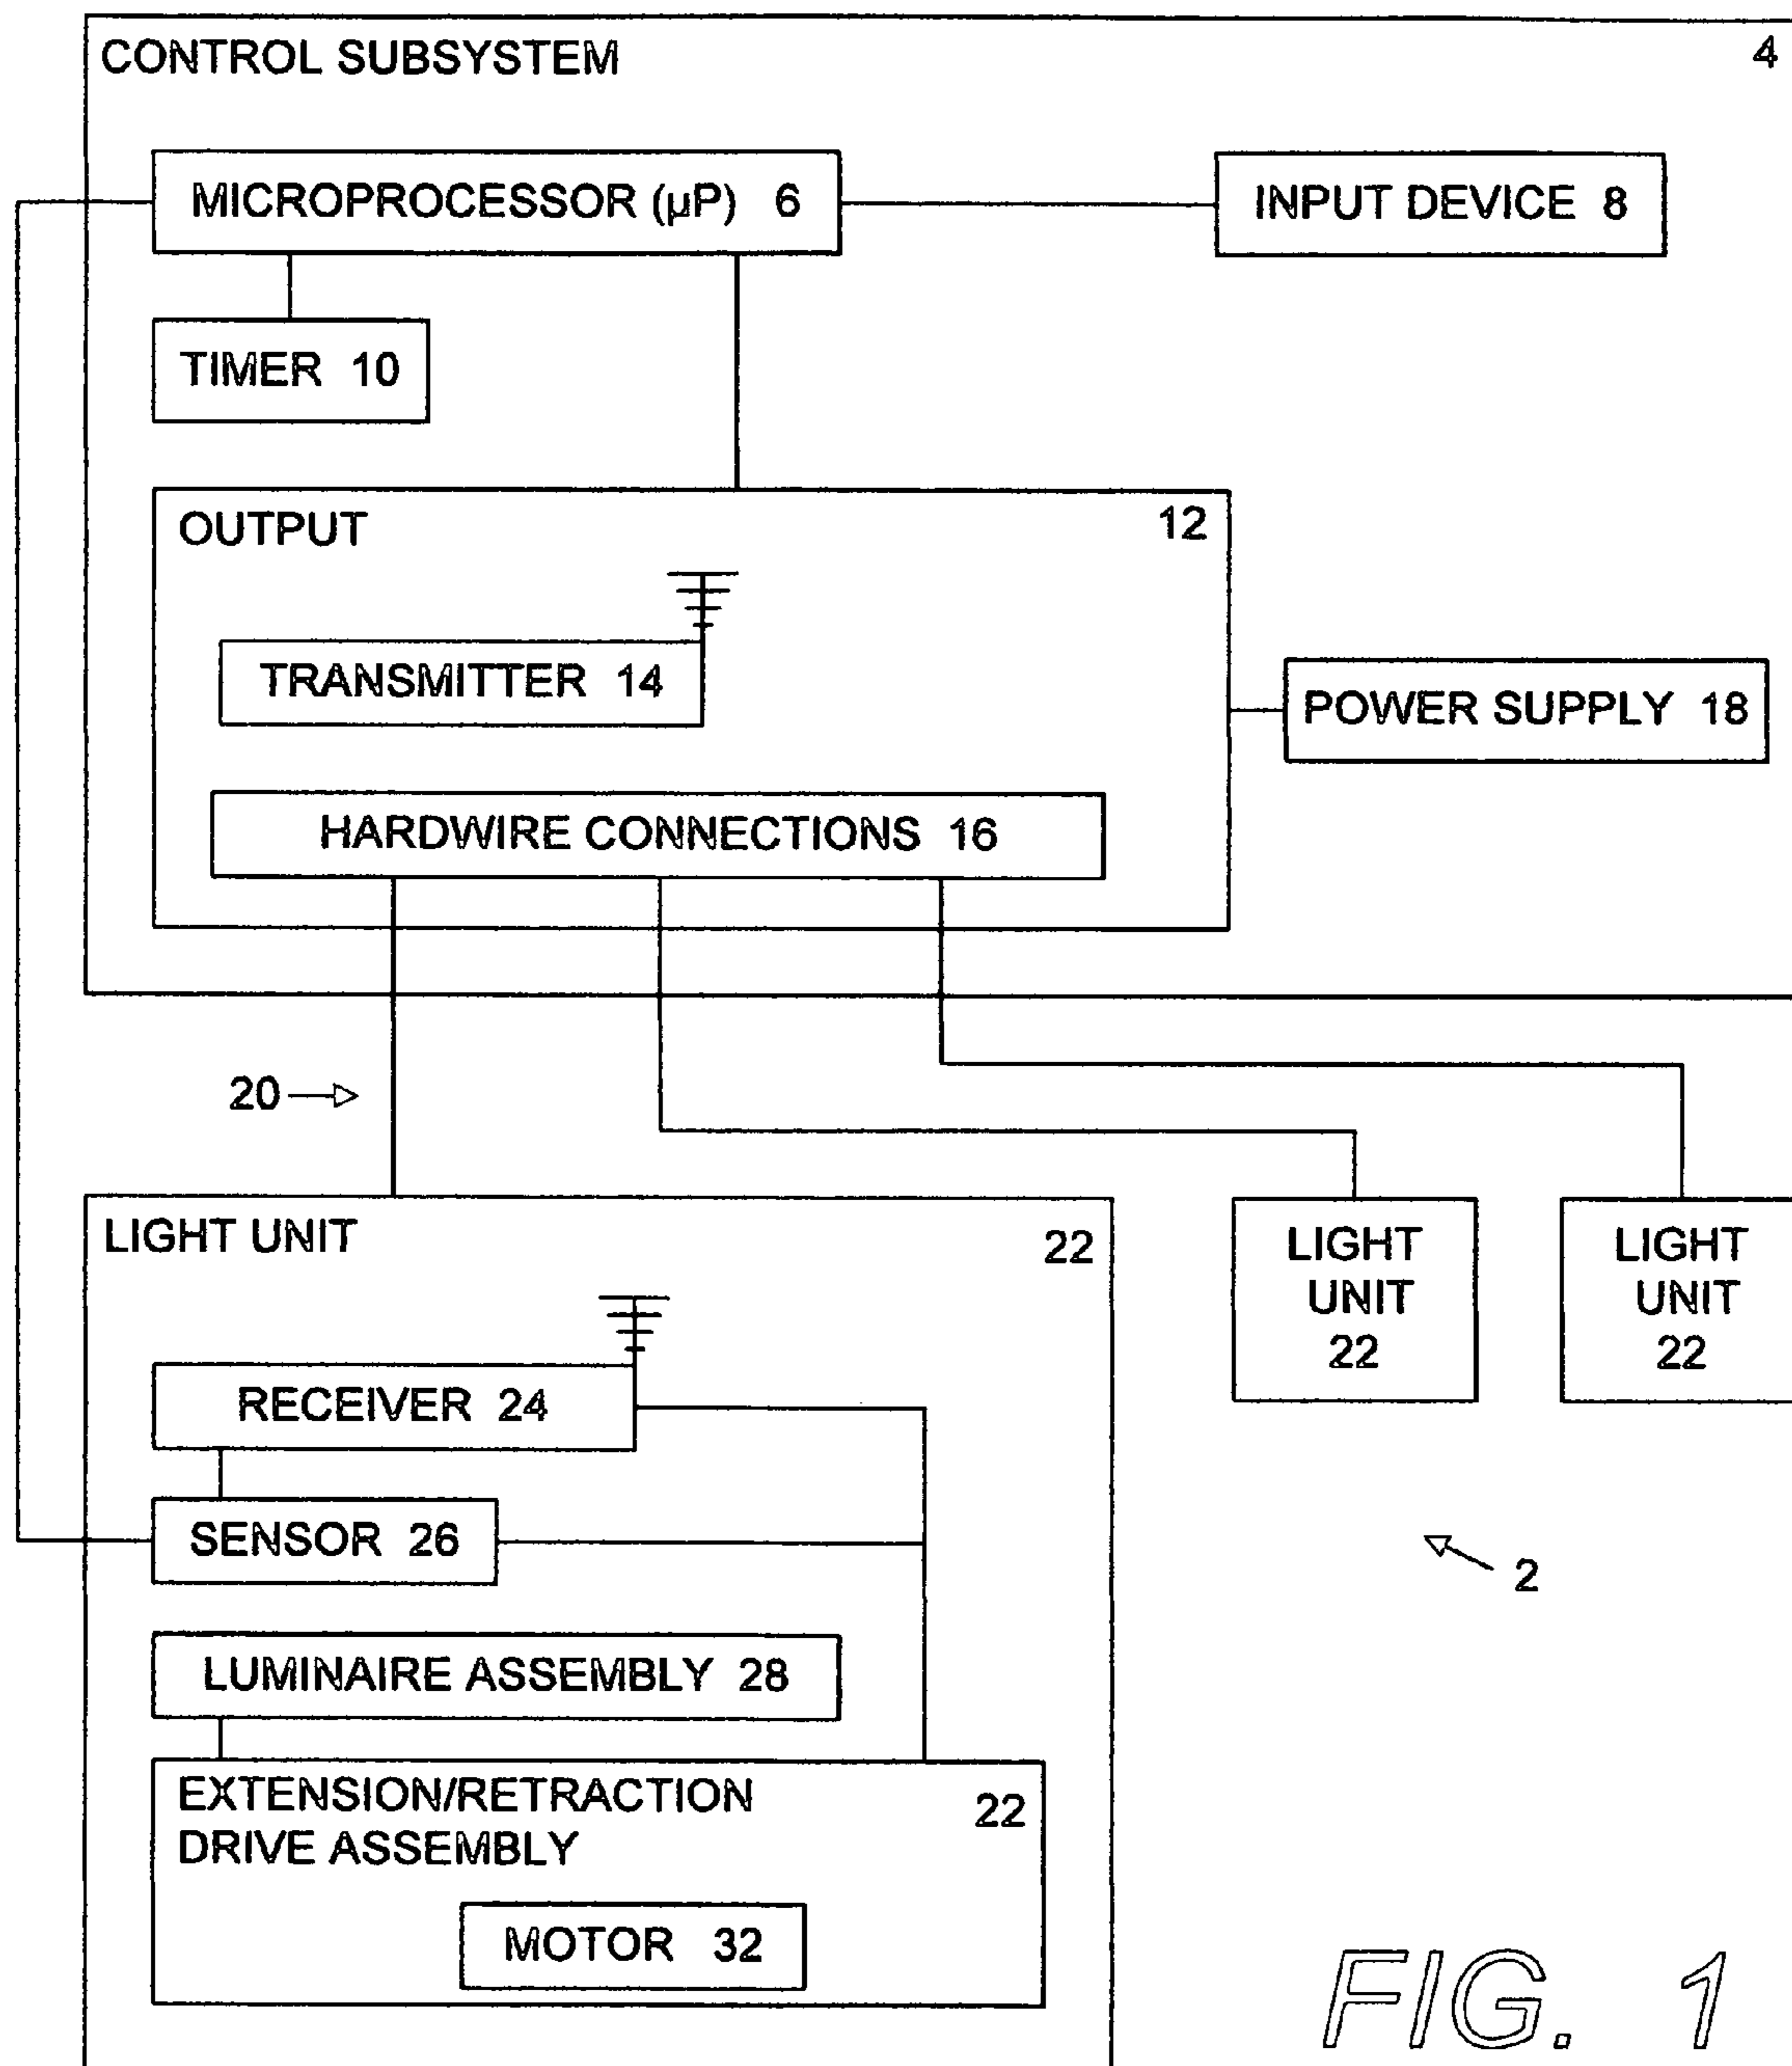 CONTROL SUBSYSTEM 4
MICROPROCESSOR (µP) 6
INPUT DEVICE 8
TIMER 10
OUTPUT 12
TRANSMITTER 14
POWER SUPPLY 18
HARDWIRE CONNECTIONS 16
20
LIGHT UNIT 22
LIGHT
UNIT
22
LIGHT
UNIT
22
RECEIVER 24
SENSOR 26
2
LUMINAIRE ASSEMBLY 28
EXTENSION/RETRACTION 22
DRIVE ASSEMBLY
MOTOR 32
FIG. 1